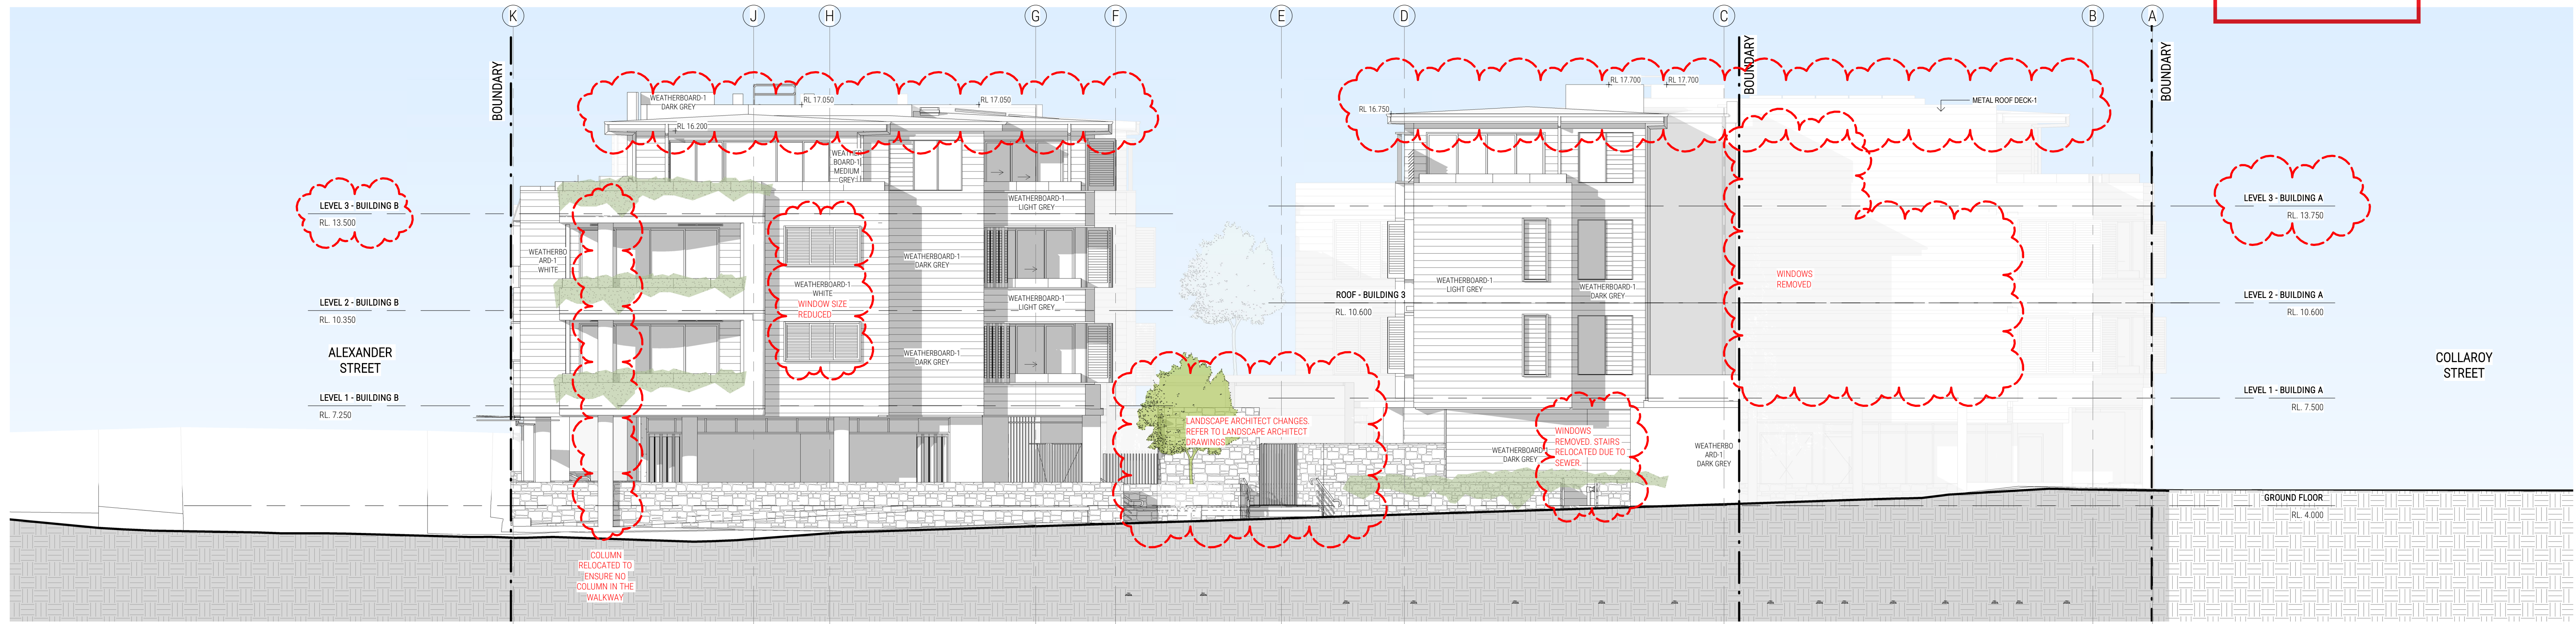 K
J
H
G
F
E
D
C
B
A
BOUNDARY
BOUNDARY
BOUNDARY
WEATHERBOARD-1
DARK GREY
RL 17.050
RL 17.050
RL 16.200
RL 17.700
RL 17.700
RL 16.750
METAL ROOF DECK-1
WEATHER
BOARD-1
MEDIUM
GREY
LEVEL 3 - BUILDING B
RL. 13.500
WEATHERBOARD-1
LIGHT GREY
LEVEL 3 - BUILDING A
RL. 13.750
WEATHERBO
ARD-1
WHITE
WEATHERBOARD-1
DARK GREY
WEATHERBOARD-1
WHITE
WINDOW SIZE
REDUCED
WEATHERBOARD-1
LIGHT GREY
WEATHERBOARD-1
LIGHT GREY
WEATHERBOARD-1
DARK GREY
WINDOWS
REMOVED
LEVEL 2 - BUILDING B
RL. 10.350
ROOF - BUILDING 3
RL. 10.600
LEVEL 2 - BUILDING A
RL. 10.600
ALEXANDER
STREET
WEATHERBOARD-1
DARK GREY
COLLAROY
STREET
LEVEL 1 - BUILDING B
RL. 7.250
LEVEL 1 - BUILDING A
RL. 7.500
LANDSCAPE ARCHITECT CHANGES.
REFER TO LANDSCAPE ARCHITECT
DRAWINGS
WEATHERBOARD-
DARK GREY
WINDOWS
REMOVED. STAIRS
RELOCATED DUE TO
SEWER.
WEATHERBO
ARD-1
DARK GREY
GROUND FLOOR
RL. 4.000
COLUMN
RELOCATED TO
ENSURE NO
COLUMN IN THE
WALKWAY